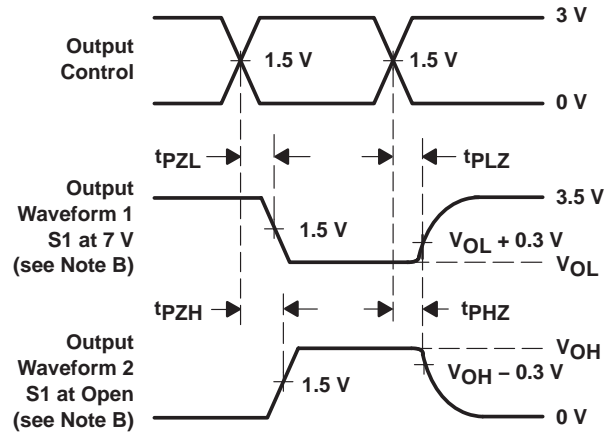 3 V
Output
Control
1.5 V
1.5 V
0 V
tPZL
tPLZ
Output
Waveform 1
S1 at 7 V
(see Note B)
3.5 V
1.5 V
VOL + 0.3 V
VOL
tPZH
tPHZ
Output
Waveform 2
S1 at Open
(see Note B)
VOH
1.5 V
VOH – 0.3 V
0 V